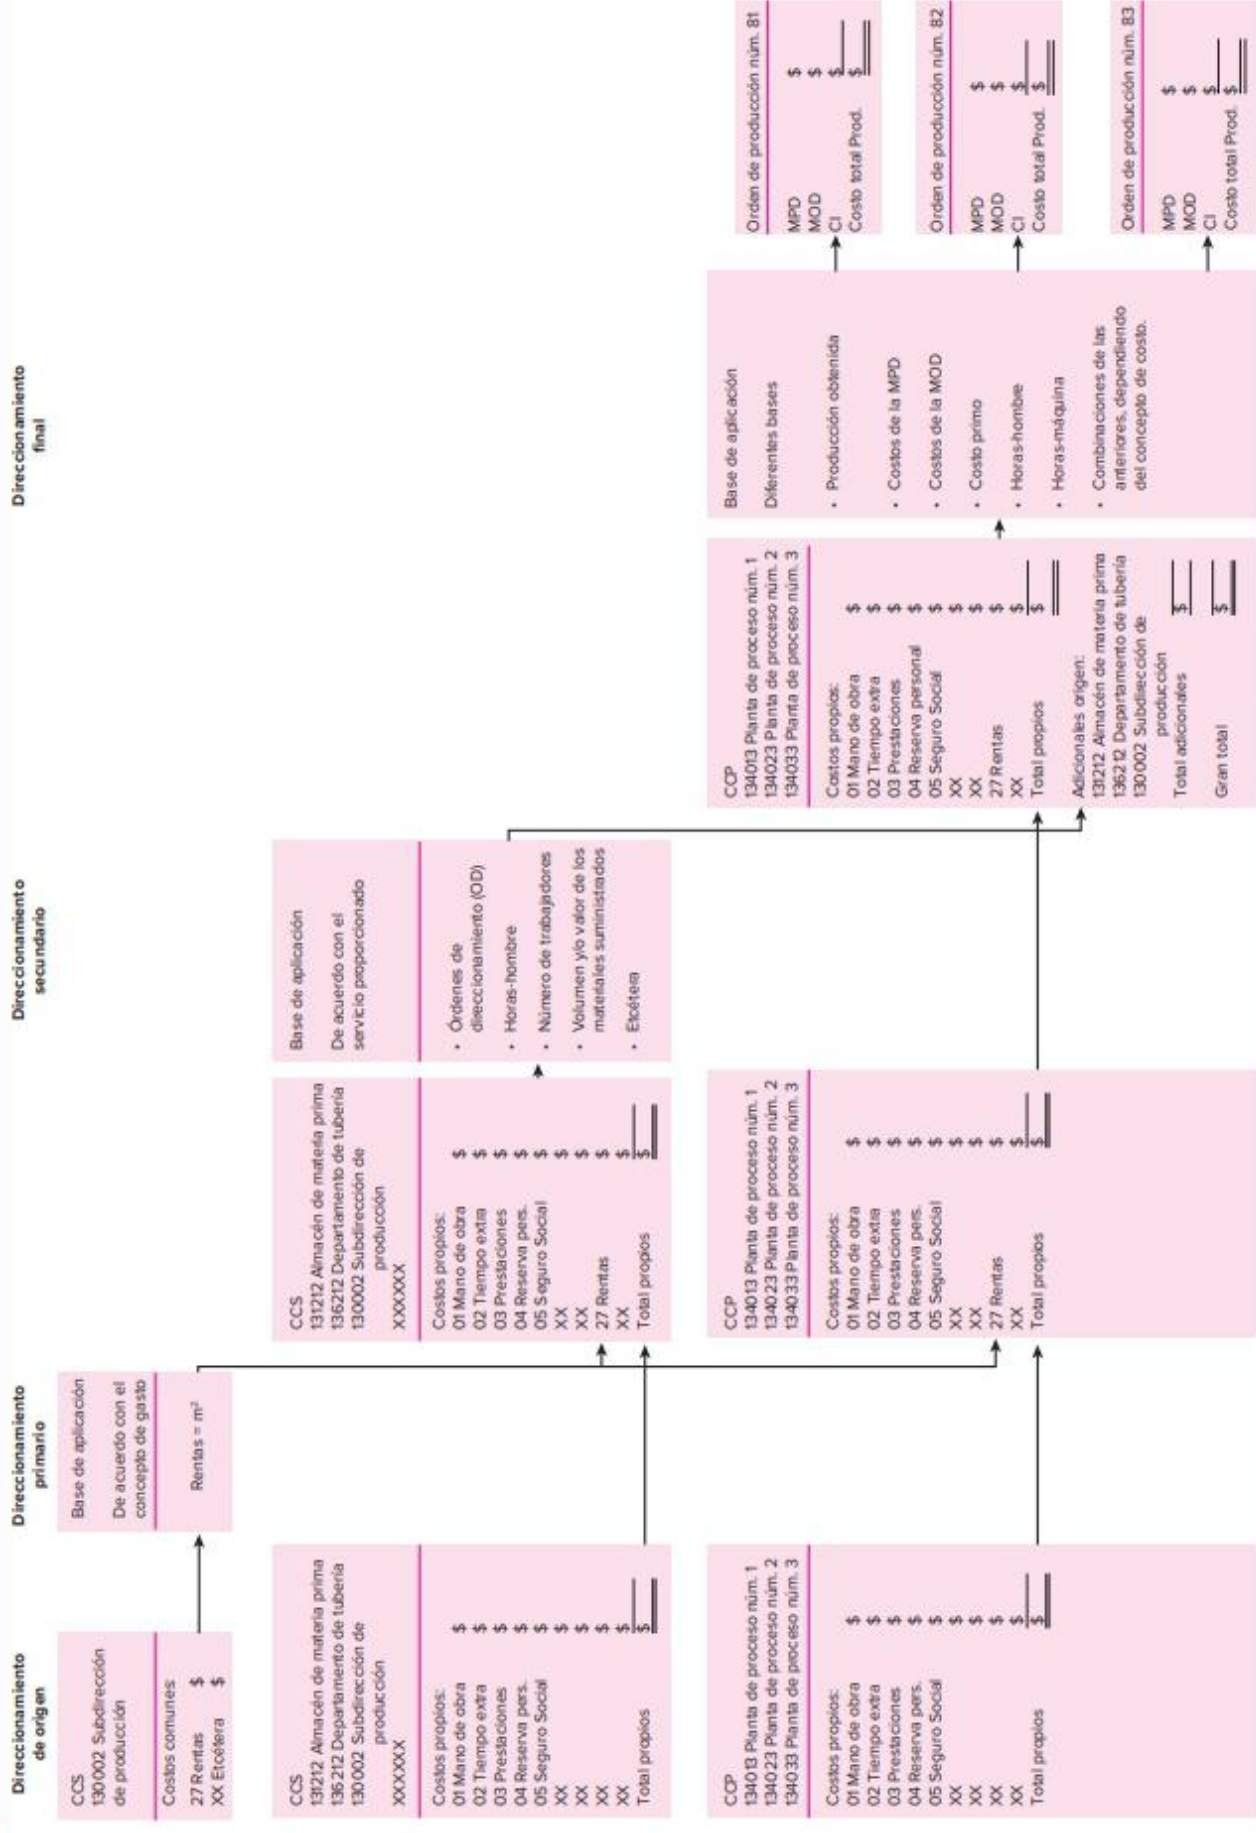 Direccionamiento
de origen
CCS
130002 Subdirección
de producción
Costos comunes:
27 Rentas $
XX Etcétera $
CCS
131212 Almacén de materia prima
136212 Departamento de tubería
130002 Subdirección de
producción
XXXXXX
Costos propios:
01 Mano de obra $
02 Tiempo extra $
03 Prestaciones $
04 Reserva pers. $
05 Seguro Social $
XX $
XX $
XX $
XX $
Total propios $
CCP
134013 Planta de proceso núm. 1
134023 Planta de proceso núm. 2
134033 Planta de proceso núm. 3
Costos propios:
01 Mano de obra $
02 Tiempo extra $
03 Prestaciones $
04 Reserva pers. $
05 Seguro Social $
XX $
XX $
XX $
XX $
Total propios $
Direccionamiento
primario
Base de aplicación
De acuerdo con el
concepto de gasto
Rentas = m²
Direccionamiento
secundario
CCS
131212 Almacén de materia prima
136212 Departamento de tubería
130002 Subdirección de
producción
XXXXXX
Costos propios:
01 Mano de obra $
02 Tiempo extra $
03 Prestaciones $
04 Reserva pers. $
05 Seguro Social $
XX $
XX $
27 Rentas $
XX $
Total propios $
Base de aplicación
De acuerdo con el
servicio proporcionado
• Órdenes de
direccionamiento (OD)
• Horas-hombre
• Número de trabajadores
• Volumen y/o valor de los
materiales suministrados
• Etcétera
CCP
134013 Planta de proceso núm. 1
134023 Planta de proceso núm. 2
134033 Planta de proceso núm. 3
Costos propios:
01 Mano de obra $
02 Tiempo extra $
03 Prestaciones $
04 Reserva pers. $
05 Seguro Social $
XX $
XX $
27 Rentas $
XX $
Total propios $
Direccionamiento
final
CCP
134013 Planta de proceso núm. 1
134023 Planta de proceso núm. 2
134033 Planta de proceso núm. 3
Costos propios:
01 Mano de obra $
02 Tiempo extra $
03 Prestaciones $
04 Reserva personal $
05 Seguro Social $
XX $
XX $
27 Rentas $
XX $
Total propios $
Adicionales origen:
131212 Almacén de materia prima
136212 Departamento de tubería
130002 Subdirección de
producción
Total adicionales $
Gran total $
Base de aplicación
Diferentes bases
• Producción obtenida
• Costos de la MPD
• Costos de la MOD
• Costo primo
• Horas-hombre
• Horas-máquina
• Combinaciones de las
anteriores, dependiendo
del concepto de costo.
Orden de producción núm. 81
MPD $
MOD $
CI $
Costo total Prod. $
Orden de producción núm. 82
MPD $
MOD $
CI $
Costo total Prod. $
Orden de producción núm. 83
MPD $
MOD $
CI $
Costo total Prod. $